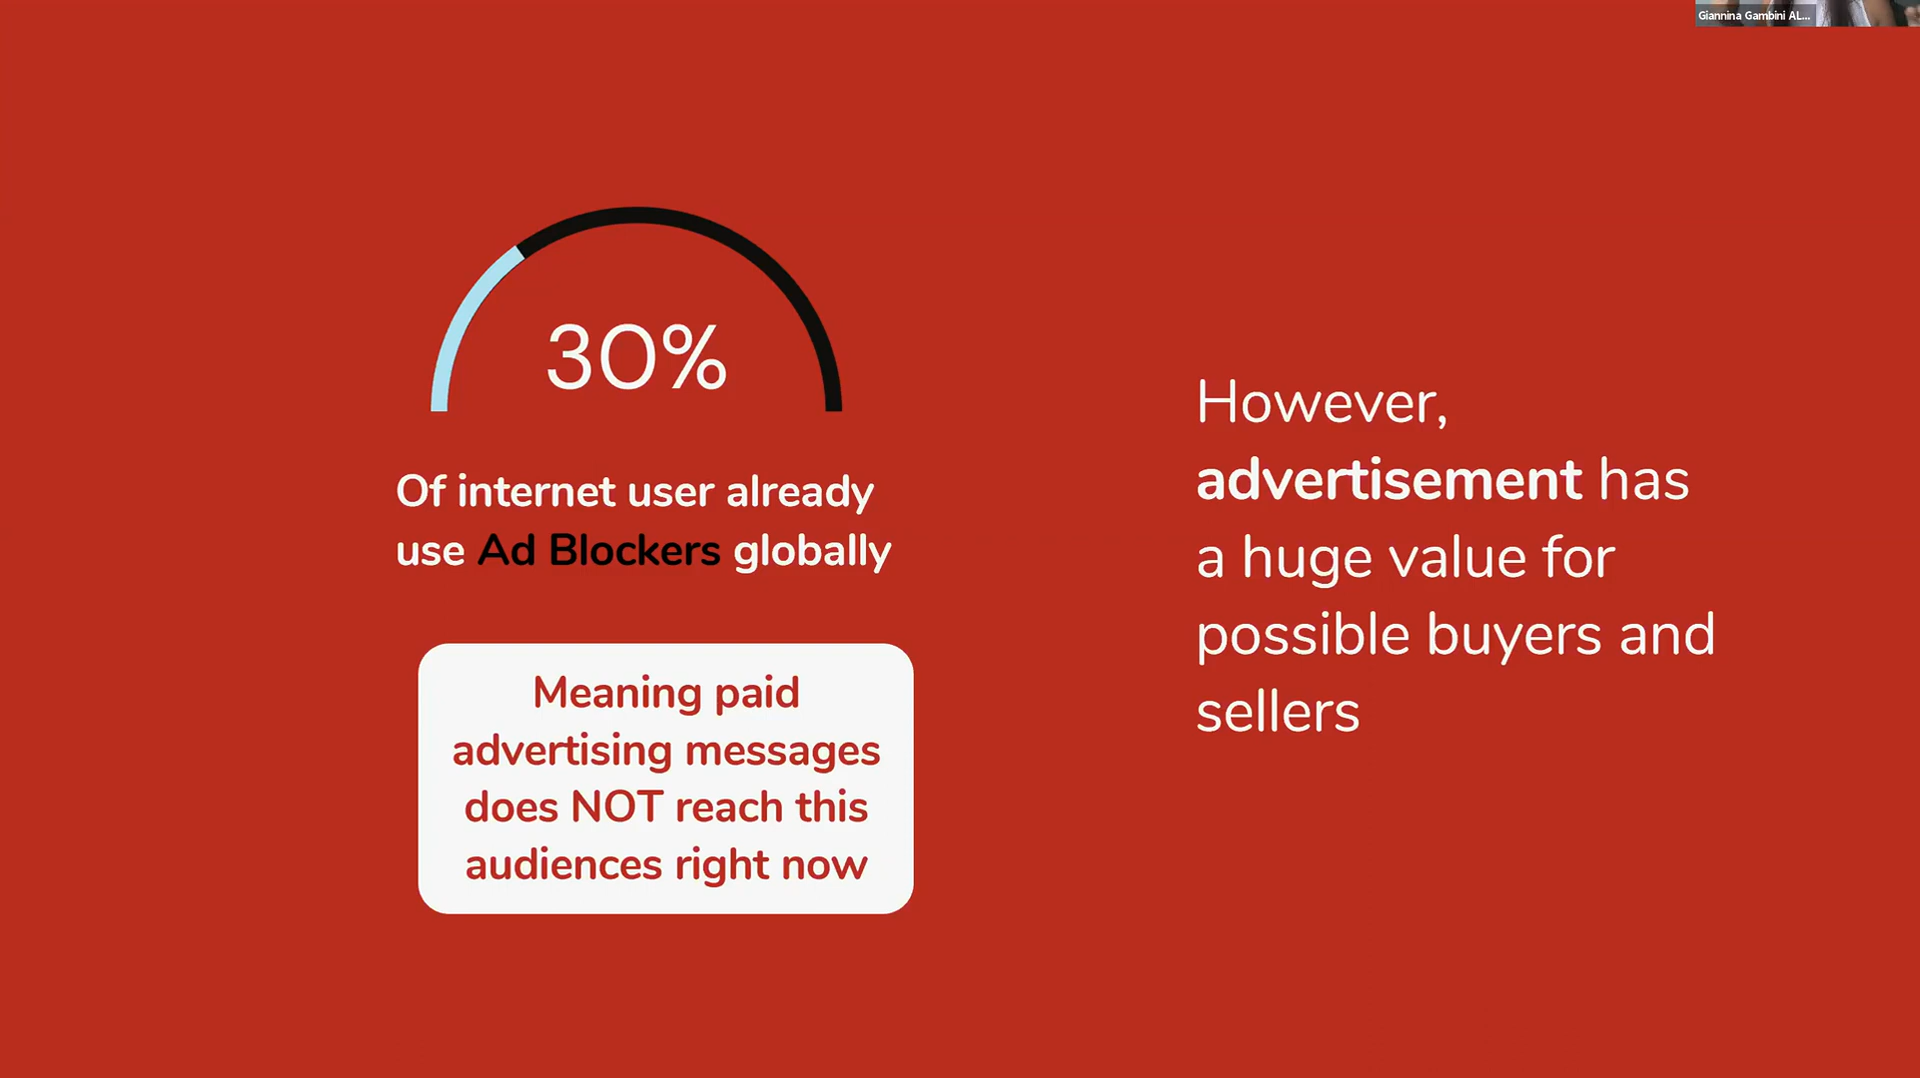 Giannina Gambini AL...
30%
Of internet user already
use Ad Blockers globally
Meaning paid
advertising messages
does NOT reach this
audiences right now
However,
advertisement has
a huge value for
possible buyers and
sellers